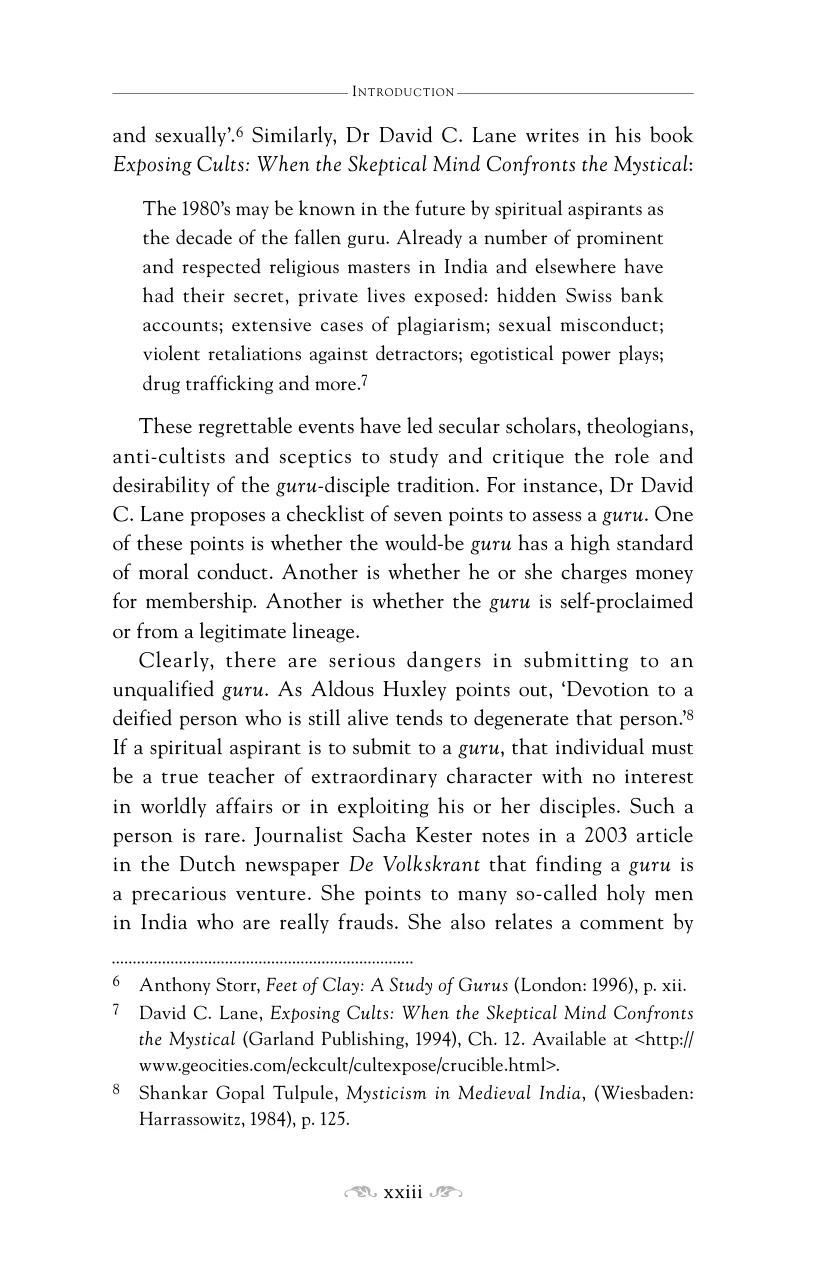 INTRODUCTION
and sexually’.6 Similarly, Dr David C. Lane writes in his book
Exposing Cults: When the Skeptical Mind Confronts the Mystical:
The 1980’s may be known in the future by spiritual aspirants as
the decade of the fallen guru. Already a number of prominent
and respected religious masters in India and elsewhere have
had their secret, private lives exposed: hidden Swiss bank
accounts; extensive cases of plagiarism; sexual misconduct;
violent retaliations against detractors; egotistical power plays;
drug trafficking and more.7
These regrettable events have led secular scholars, theologians,
anti-cultists and sceptics to study and critique the role and
desirability of the guru-disciple tradition. For instance, Dr David
C. Lane proposes a checklist of seven points to assess a guru. One
of these points is whether the would-be guru has a high standard
of moral conduct. Another is whether he or she charges money
for membership. Another is whether the guru is self-proclaimed
or from a legitimate lineage.
Clearly, there are serious dangers in submitting to an
unqualified guru. As Aldous Huxley points out, ‘Devotion to a
deified person who is still alive tends to degenerate that person.’8
If a spiritual aspirant is to submit to a guru, that individual must
be a true teacher of extraordinary character with no interest
in worldly affairs or in exploiting his or her disciples. Such a
person is rare. Journalist Sacha Kester notes in a 2003 article
in the Dutch newspaper De Volkskrant that finding a guru is
a precarious venture. She points to many so-called holy men
in India who are really frauds. She also relates a comment by
6 Anthony Storr, Feet of Clay: A Study of Gurus (London: 1996), p. xii.
7 David C. Lane, Exposing Cults: When the Skeptical Mind Confronts
the Mystical (Garland Publishing, 1994), Ch. 12. Available at <http://
www.geocities.com/eckcult/cultexpose/crucible.html>.
8 Shankar Gopal Tulpule, Mysticism in Medieval India, (Wiesbaden:
Harrassowitz, 1984), p. 125.
xxiii